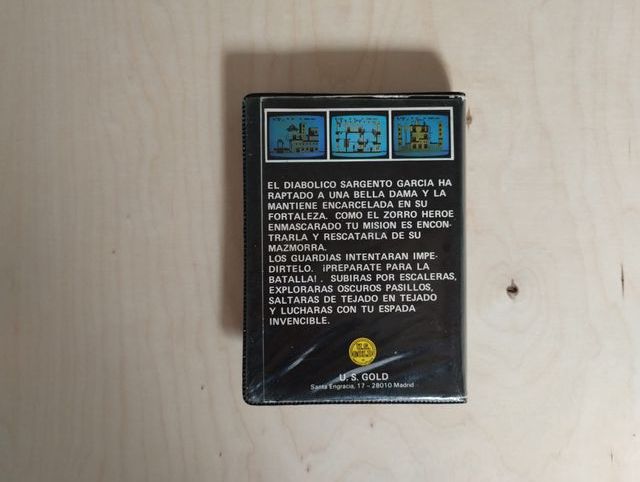 EL DIABOLICO SARGENTO GARCIA HA
RAPTADO A UNA BELLA DAMA Y LA
MANTIENE ENCARCELADA EN SU
FORTALEZA. COMO EL ZORRO HEROE
ENMASCARADO TU MISION ES ENCON-
TRARLA Y RESCATARLA DE SU
MAZMORRA.
LOS GUARDIAS INTENTARAN IMPE-
DIRTELO. ¡PREPARATE PARA LA
BATALLA!. SUBIRAS POR ESCALERAS,
EXPLORARAS OSCUROS PASILLOS,
SALTARAS DE TEJADO EN TEJADO
Y LUCHARAS CON TU ESPADA
INVENCIBLE.
U.S.
GOLD
U. S. GOLD
Santa Engracia, 17 - 28010 Madrid